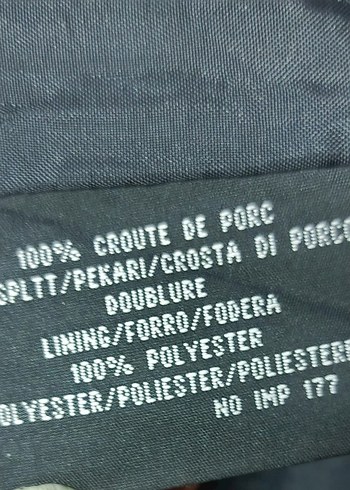 100% CROUTE DE PORC
SPLTT/PEKARI/CROSTA DI PORCO
DOUBLURE
LINING/FORRO/FODERA
100% POLYESTER
OLYESTER/POLIESTER/POLIESTERE
NO IMP 177